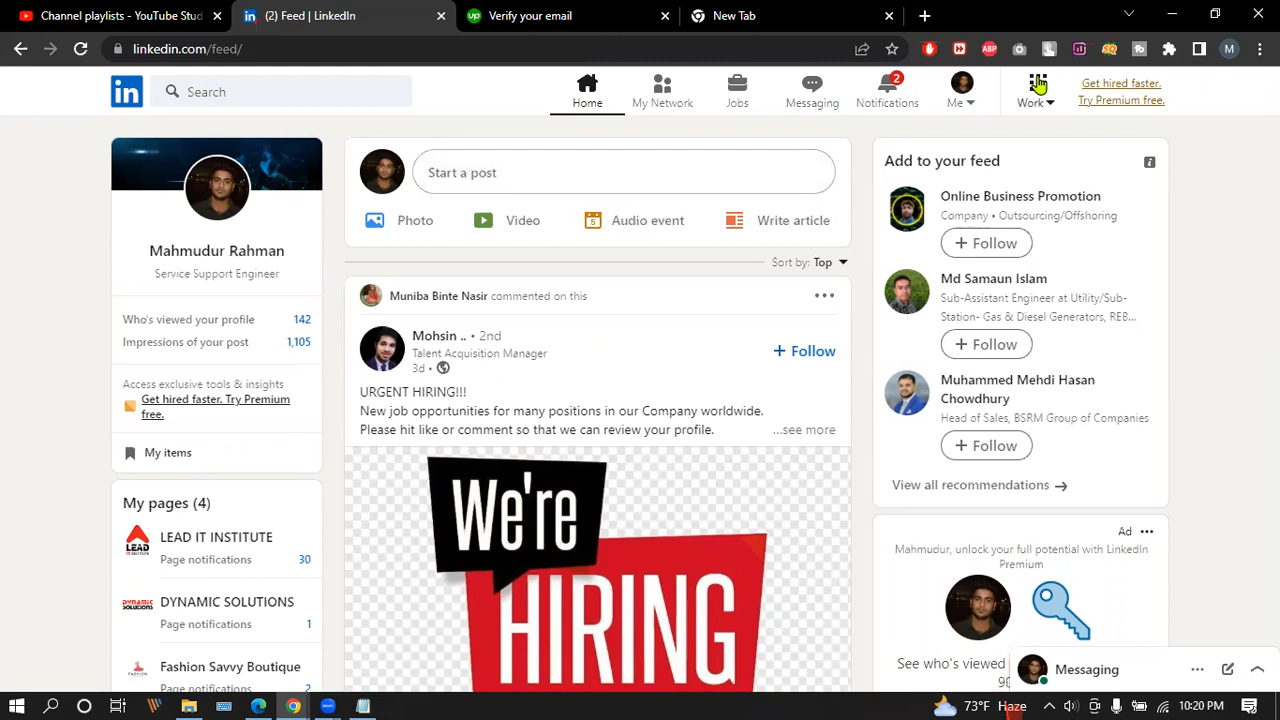 Channel playlists - YouTube Studio
(2) Feed | LinkedIn
Verify your email
New Tab
linkedin.com/feed/
M
in
Search
Home
My Network
Jobs
Messaging
2
Notifications
Me
Work
Get hired faster.
Try Premium free.
Mahmudur Rahman
Service Support Engineer
Who's viewed your profile 142
Impressions of your post 1,105
Access exclusive tools & insights
Get hired faster. Try Premium
free.
My items
My pages (4)
LEAD IT INSTITUTE
Page notifications 30
DYNAMIC SOLUTIONS
Page notifications 1
Fashion Savvy Boutique
Page notifications 2
Start a post
Photo
Video
Audio event
Write article
Sort by: Top
Muniba Binte Nasir commented on this
Mohsin .. • 2nd
Talent Acquisition Manager
3d •
+ Follow
URGENT HIRING!!!
New job opportunities for many positions in our Company worldwide.
Please hit like or comment so that we can review your profile. ...see more
We're
HIRING
Add to your feed
Online Business Promotion
Company • Outsourcing/Offshoring
+ Follow
Md Samaun Islam
Sub-Assistant Engineer at Utility/Sub-
Station- Gas & Diesel Generators, REB...
+ Follow
Muhammed Mehdi Hasan
Chowdhury
Head of Sales, BSRM Group of Companies
+ Follow
View all recommendations →
Ad
Mahmudur, unlock your full potential with LinkedIn
Premium
See who's viewed
Messaging
73°F Haze
10:20 PM